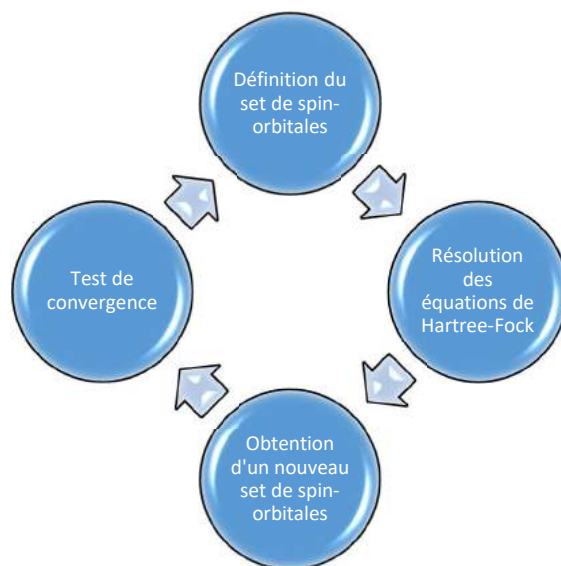 Définition du
set de spin-
orbitales
Résolution
des
équations de
Hartree-Fock
Obtention
d'un nouveau
set de spin-
orbitales
Test de
convergence